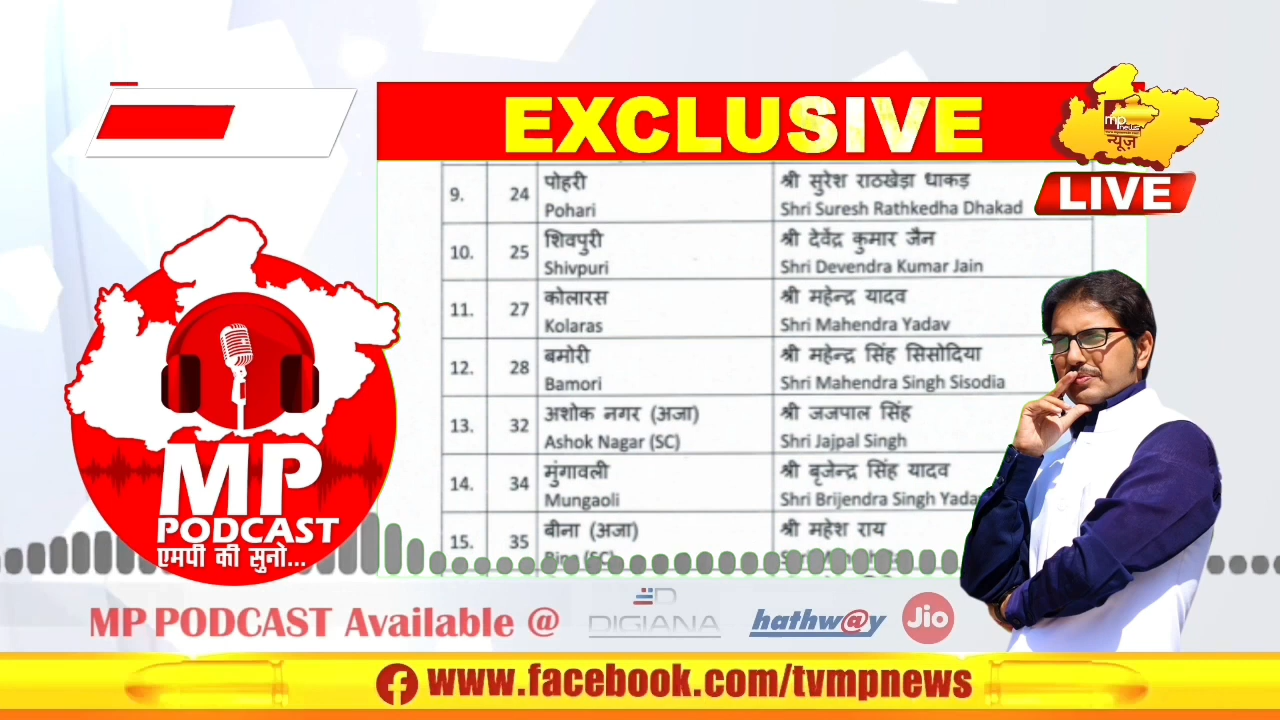 EXCLUSIVE
mp
news
न्यूज़
LIVE
9. 24 पोहरी श्री सुरेश राठखेड़ा धाकड़
Pohari Shri Suresh Rathkedha Dhakad
10. 25 शिवपुरी श्री देवेंद्र कुमार जैन
Shivpuri Shri Devendra Kumar Jain
11. 27 कोलारस श्री महेन्द्र यादव
Kolaras Shri Mahendra Yadav
12. 28 बमोरी श्री महेन्द्र सिंह सिसोदिया
Bamori Shri Mahendra Singh Sisodia
13. 32 अशोक नगर (अजा) श्री जजपाल सिंह
Ashok Nagar (SC) Shri Jajpal Singh
14. 34 मुंगावली श्री बृजेन्द्र सिंह यादव
Mungaoli Shri Brijendra Singh Yada
15. 35 बीना (अजा) श्री महेश राय
MP
PODCAST
एमपी की सुनो...
MP PODCAST Available @ DIGIANA hathw@y Jio
www.facebook.com/tvmpnews